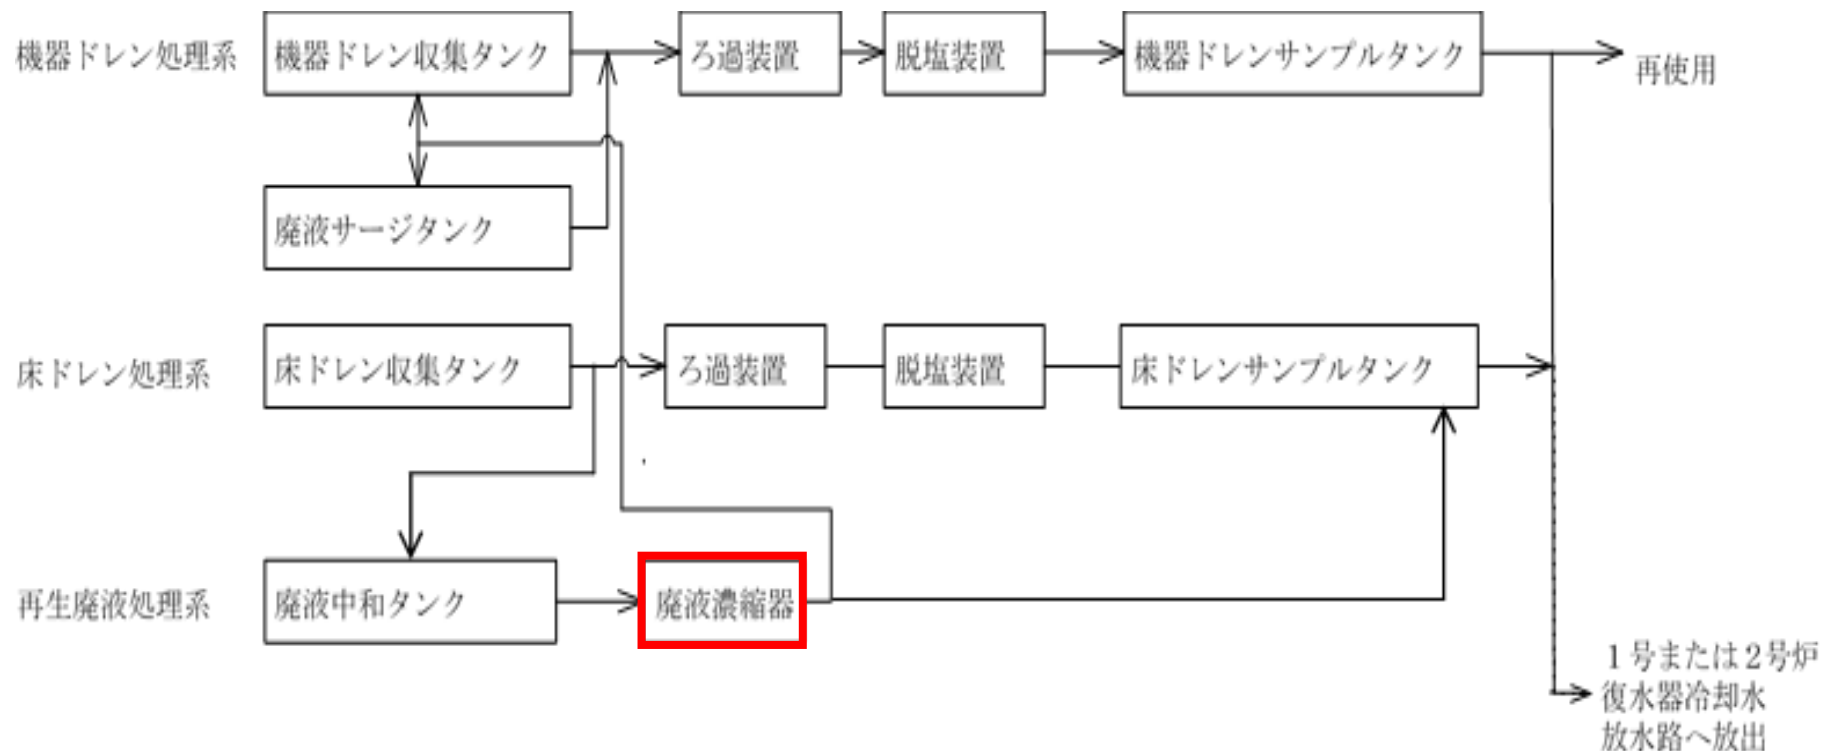 機器ドレン処理系
機器ドレン収集タンク
ろ過装置
脱塩装置
機器ドレンサンプルタンク
再使用
廃液サージタンク
床ドレン処理系
床ドレン収集タンク
ろ過装置
脱塩装置
床ドレンサンプルタンク
再生廃液処理系
廃液中和タンク
廃液濃縮器
1号または2号炉
復水器冷却水
放水路へ放出